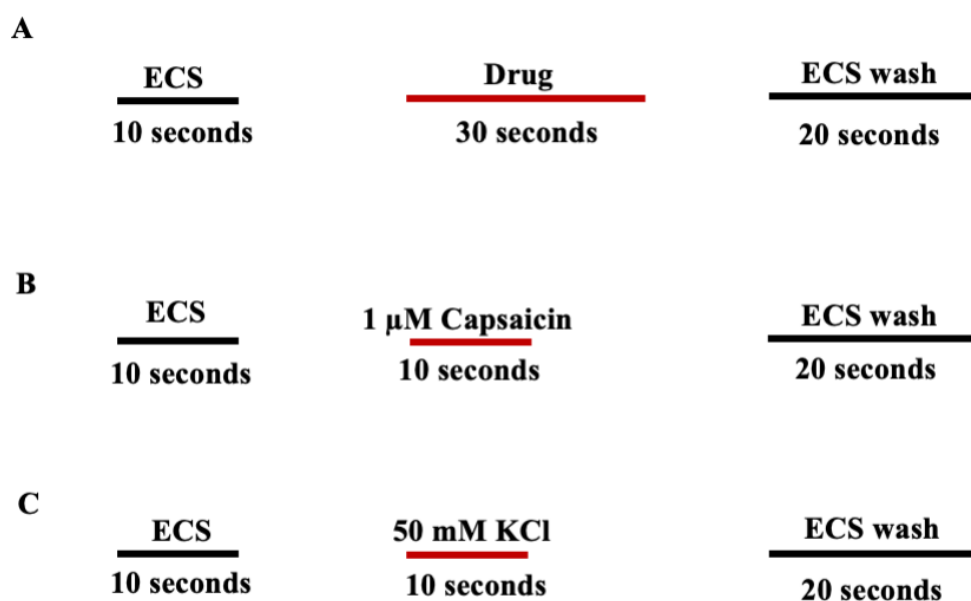 A
ECS
Drug
ECS wash
10 seconds
30 seconds
20 seconds
B
ECS
1 μM Capsaicin
ECS wash
10 seconds
10 seconds
20 seconds
C
ECS
50 mM KCl
ECS wash
10 seconds
10 seconds
20 seconds